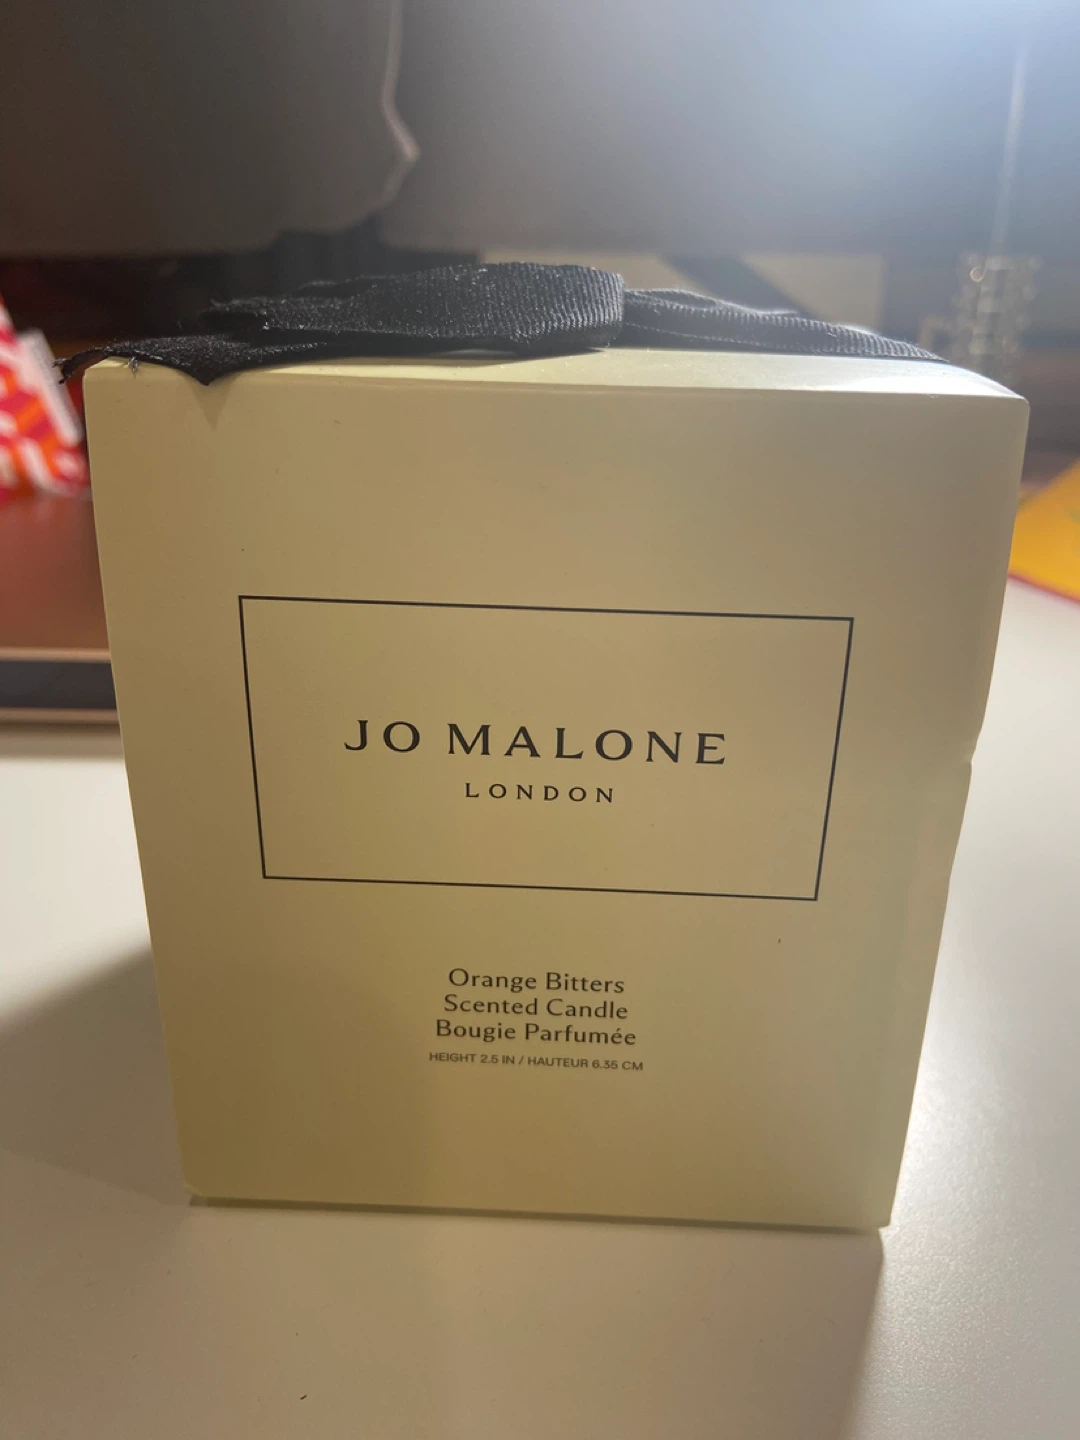 JO MALONE
LONDON
Orange Bitters
Scented Candle
Bougie Parfumée
HEIGHT 2.5 IN / HAUTEUR 6.35 CM